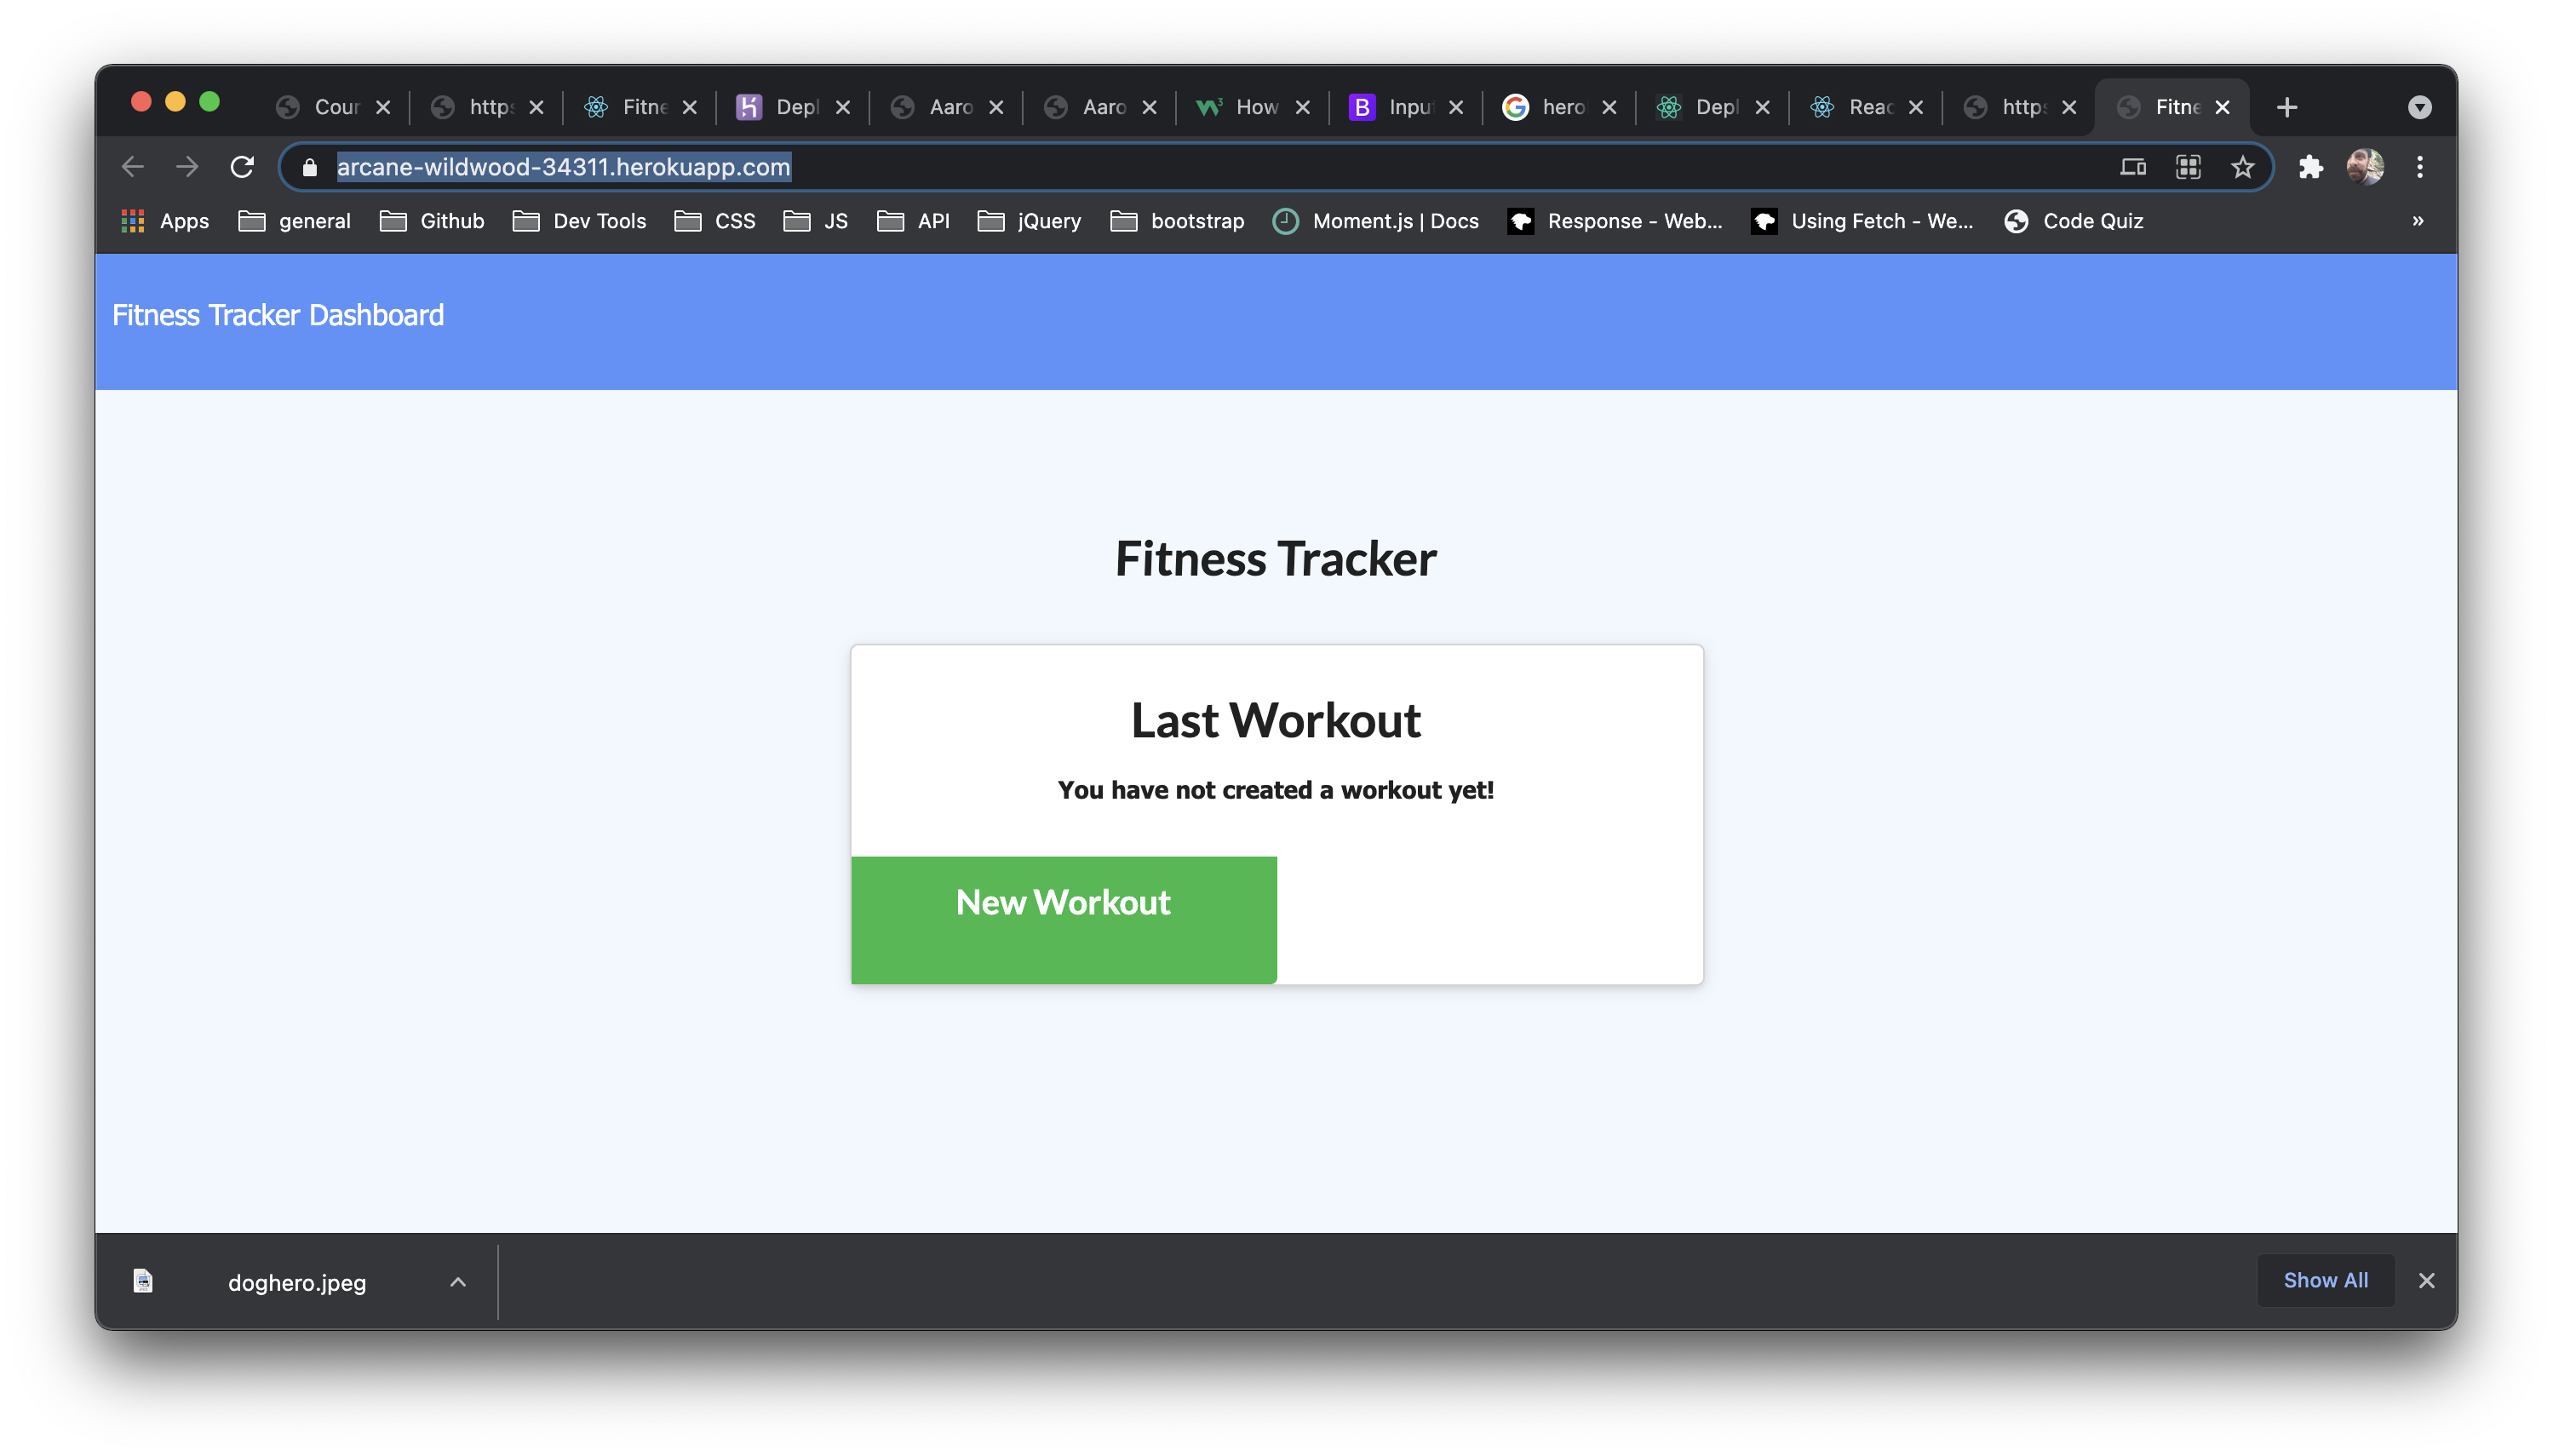 Cour https Fitne Depl Aaro Aaro How Input hero Depl Reac https Fitne
arcane-wildwood-34311.herokuapp.com
Apps general Github Dev Tools CSS JS API jQuery bootstrap Moment.js | Docs Response - Web... Using Fetch - We... Code Quiz »
Fitness Tracker Dashboard
Fitness Tracker
Last Workout
You have not created a workout yet!
New Workout
doghero.jpeg
Show All